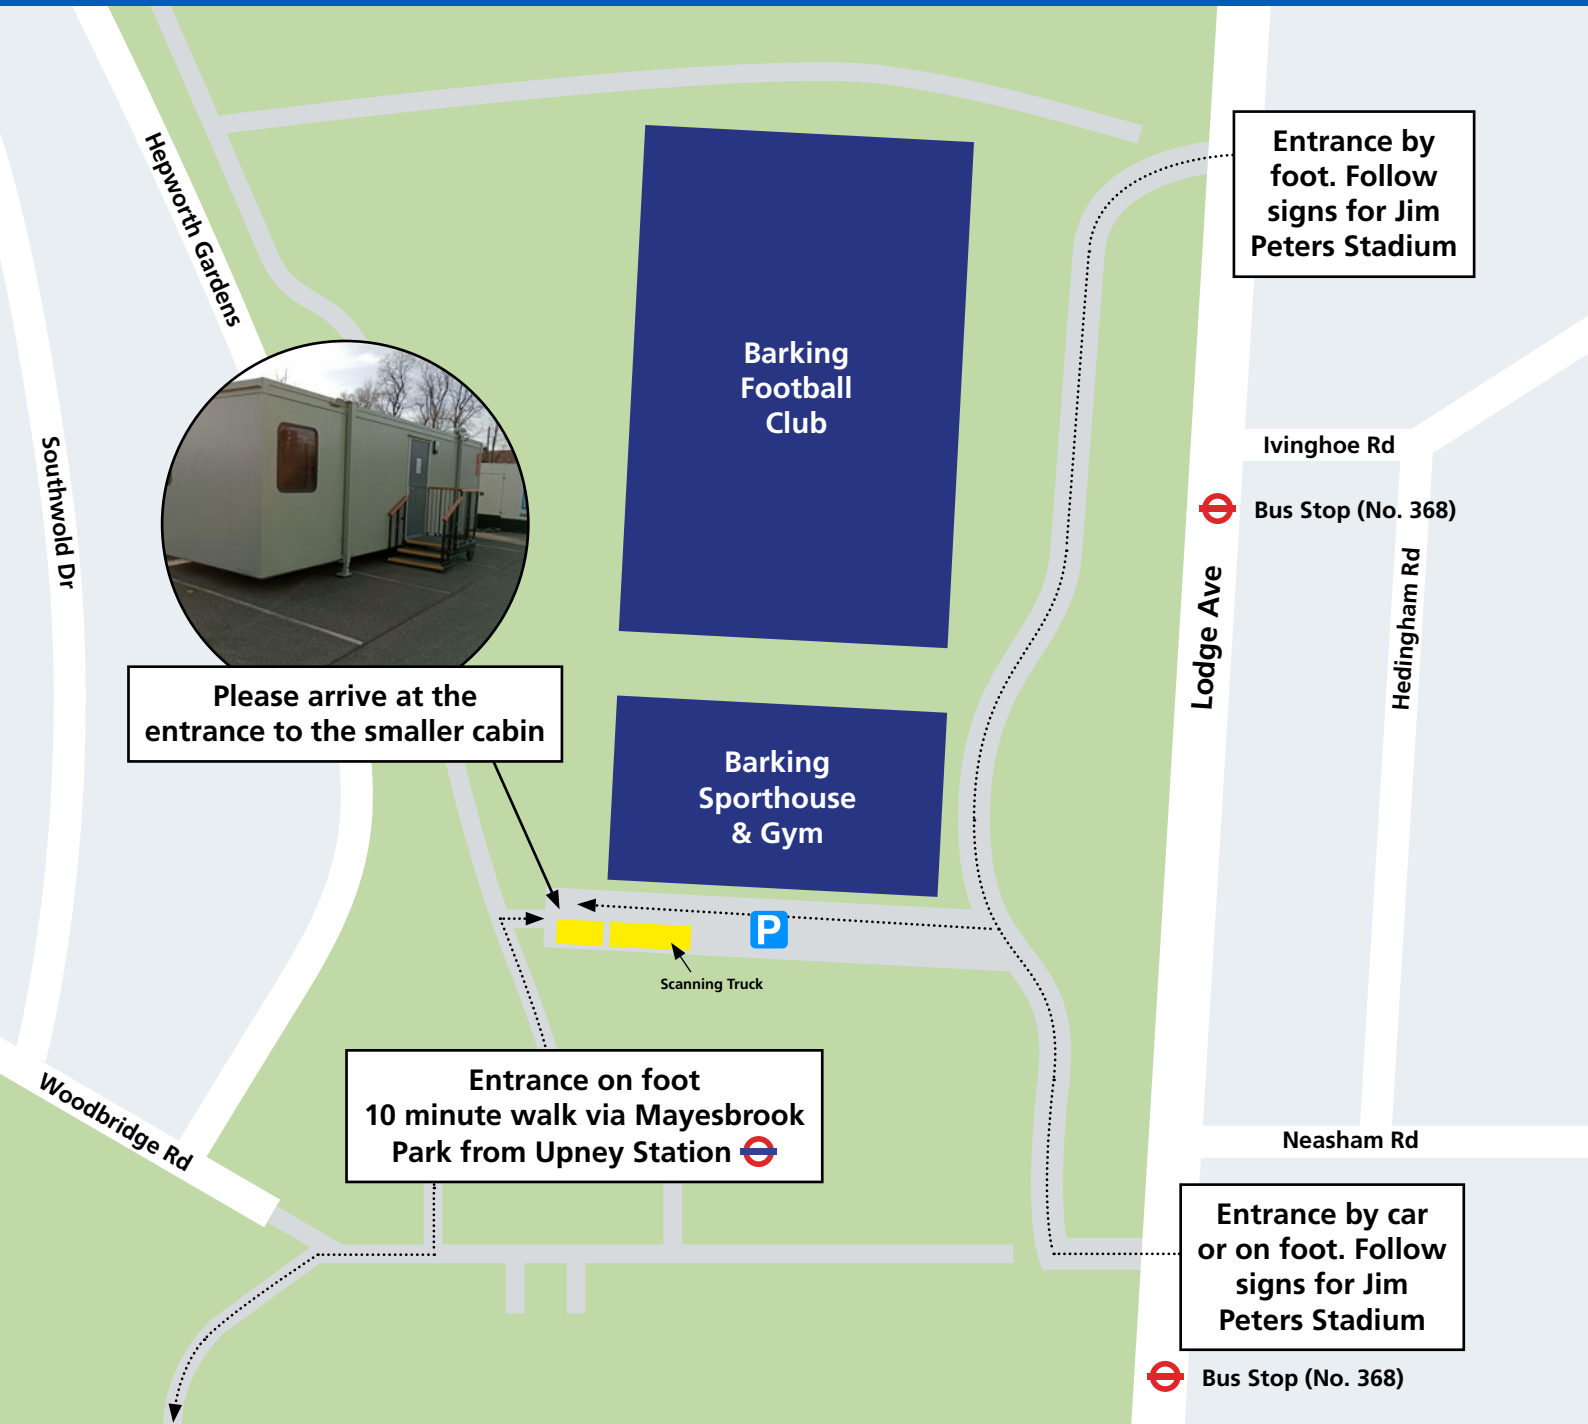 Entrance by
foot. Follow
signs for Jim
Peters Stadium
Hepworth Gardens
Barking
Football
Club
Ivinghoe Rd
Southwold Dr
Bus Stop (No. 368)
Hedingham Rd
Lodge Ave
Please arrive at the
entrance to the smaller cabin
Barking
Sporthouse
& Gym
P
Scanning Truck
Entrance on foot
10 minute walk via Mayesbrook
Park from Upney Station
Woodbridge Rd
Neasham Rd
Entrance by car
or on foot. Follow
signs for Jim
Peters Stadium
Bus Stop (No. 368)